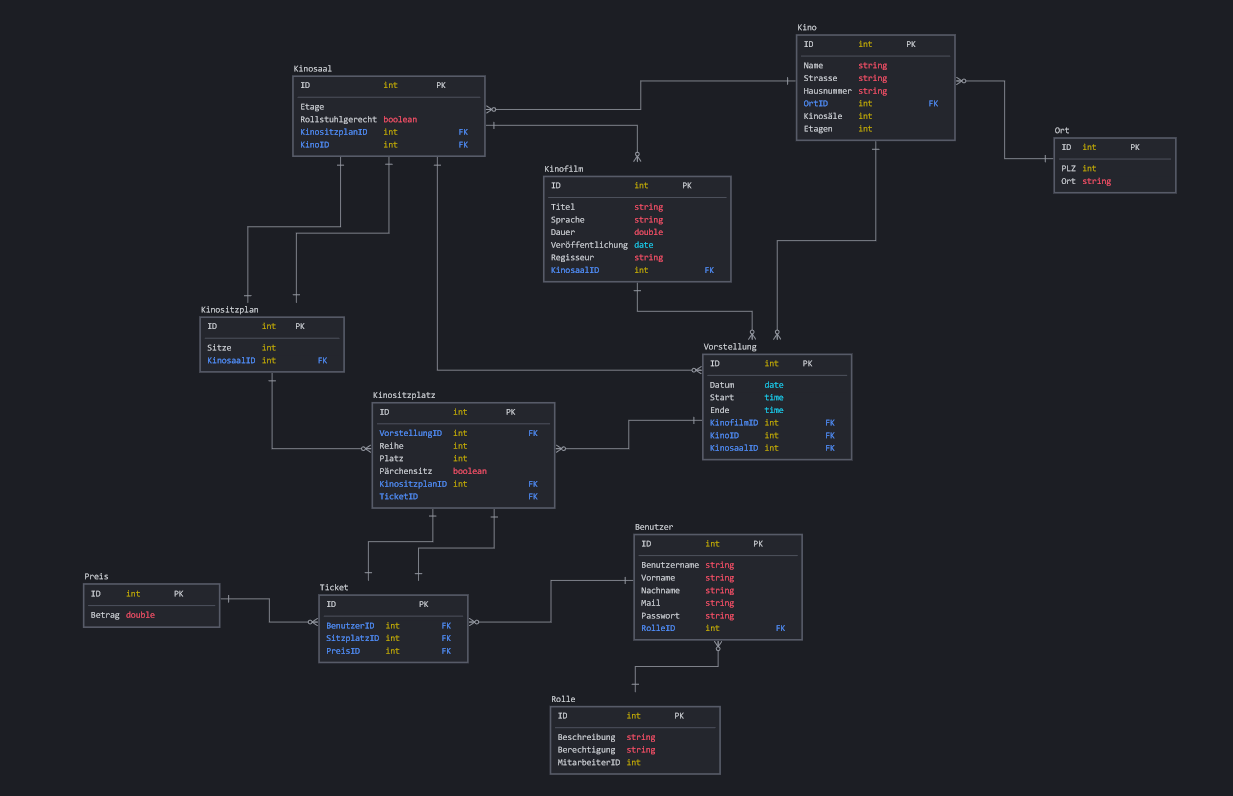 Kino
ID int PK
Name string
Strasse string
Hausnummer string
OrtID int FK
Kinosäle int
Etagen int
Kinosaal
ID int PK
Etage
Rollstuhlgerecht boolean
KinositzplanID int FK
KinoID int FK
Ort
ID int PK
PLZ int
Ort string
Kinofilm
ID int PK
Titel string
Sprache string
Dauer double
Veröffentlichung date
Regisseur string
KinosaalID int FK
Kinositzplan
ID int PK
Sitze int
KinosaalID int FK
Vorstellung
ID int PK
Datum date
Start time
Ende time
KinofilmID int FK
KinoID int FK
KinosaalID int FK
Kinositzplatz
ID int PK
VorstellungID int FK
Reihe int
Platz int
Pärchensitz boolean
KinositzplanID int FK
TicketID FK
Benutzer
ID int PK
Benutzername string
Vorname string
Nachname string
Mail string
Passwort string
RolleID int FK
Preis
ID int PK
Betrag double
Ticket
ID PK
BenutzerID int FK
SitzplatzID int FK
PreisID int FK
Rolle
ID int PK
Beschreibung string
Berechtigung string
MitarbeiterID int